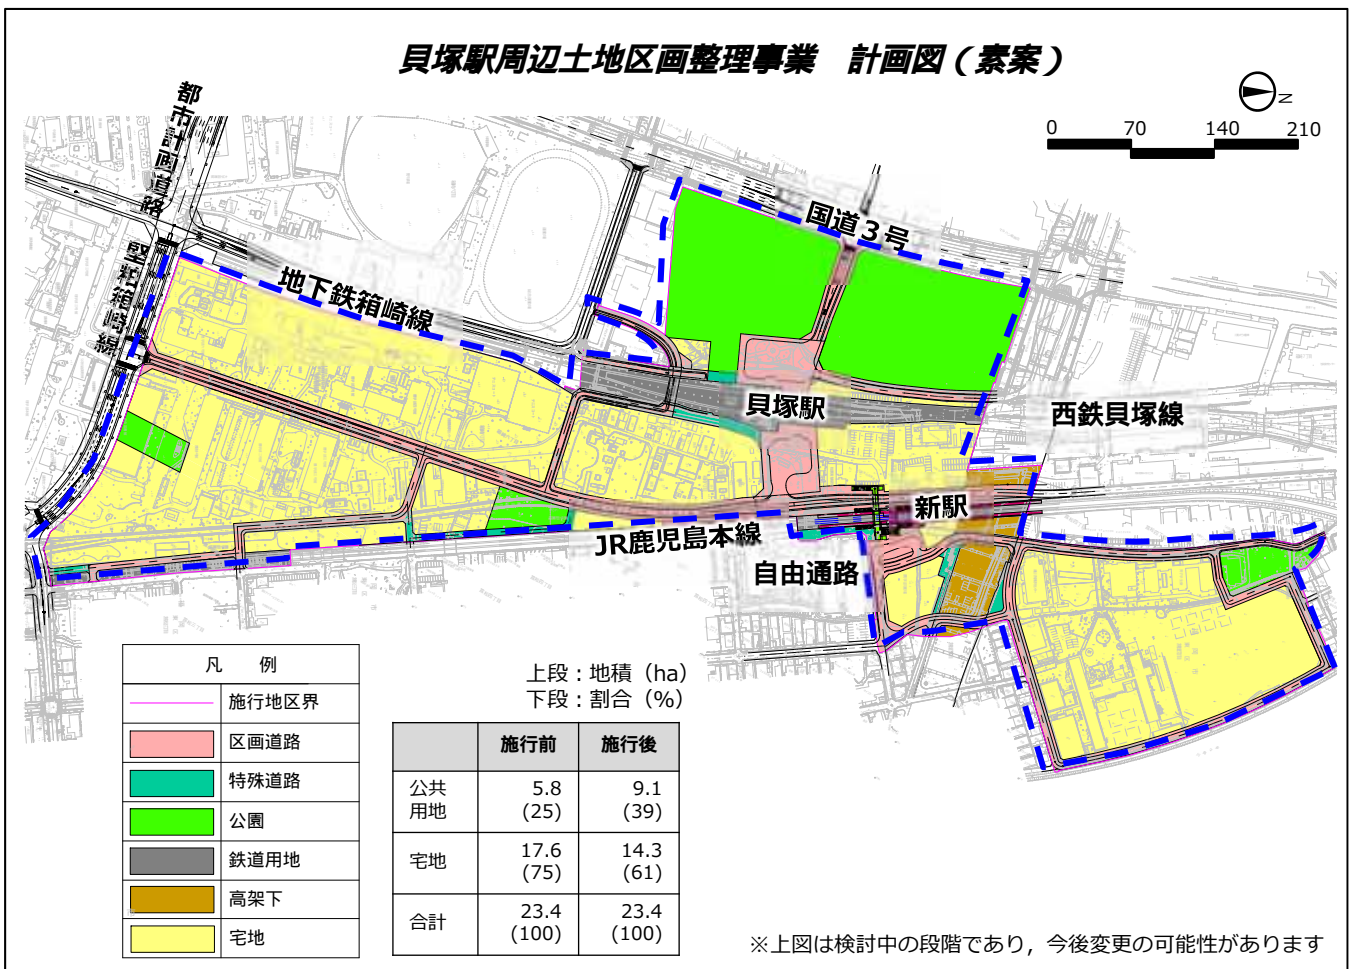 貝塚駅周辺土地区画整理事業　計画図（素案）
N
0 70 140 210
都市計画道路
堅粕箱崎線
国道３号
地下鉄箱崎線
貝塚駅
西鉄貝塚線
新駅
JR鹿児島本線
自由通路
凡　例
施行地区界
区画道路
特殊道路
公園
鉄道用地
高架下
宅地
上段：地積（ha）
下段：割合（%）
施行前 施行後
公共用地 5.8 (25) 9.1 (39)
宅地 17.6 (75) 14.3 (61)
合計 23.4 (100) 23.4 (100)
※上図は検討中の段階であり，今後変更の可能性があります